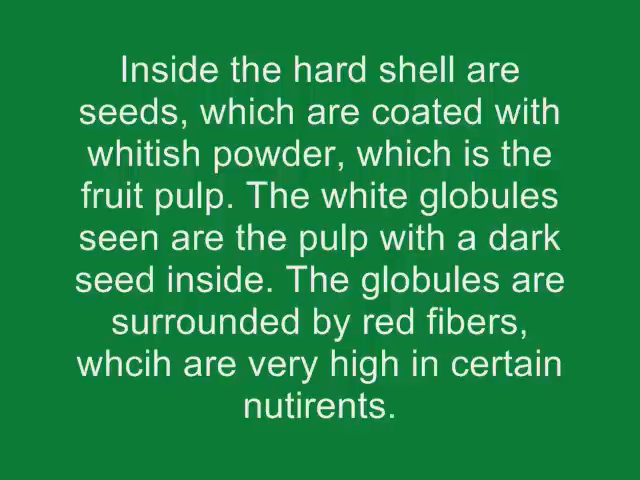 Inside the hard shell are
seeds, which are coated with
whitish powder, which is the
fruit pulp. The white globules
seen are the pulp with a dark
seed inside. The globules are
surrounded by red fibers,
whcih are very high in certain
nutirents.